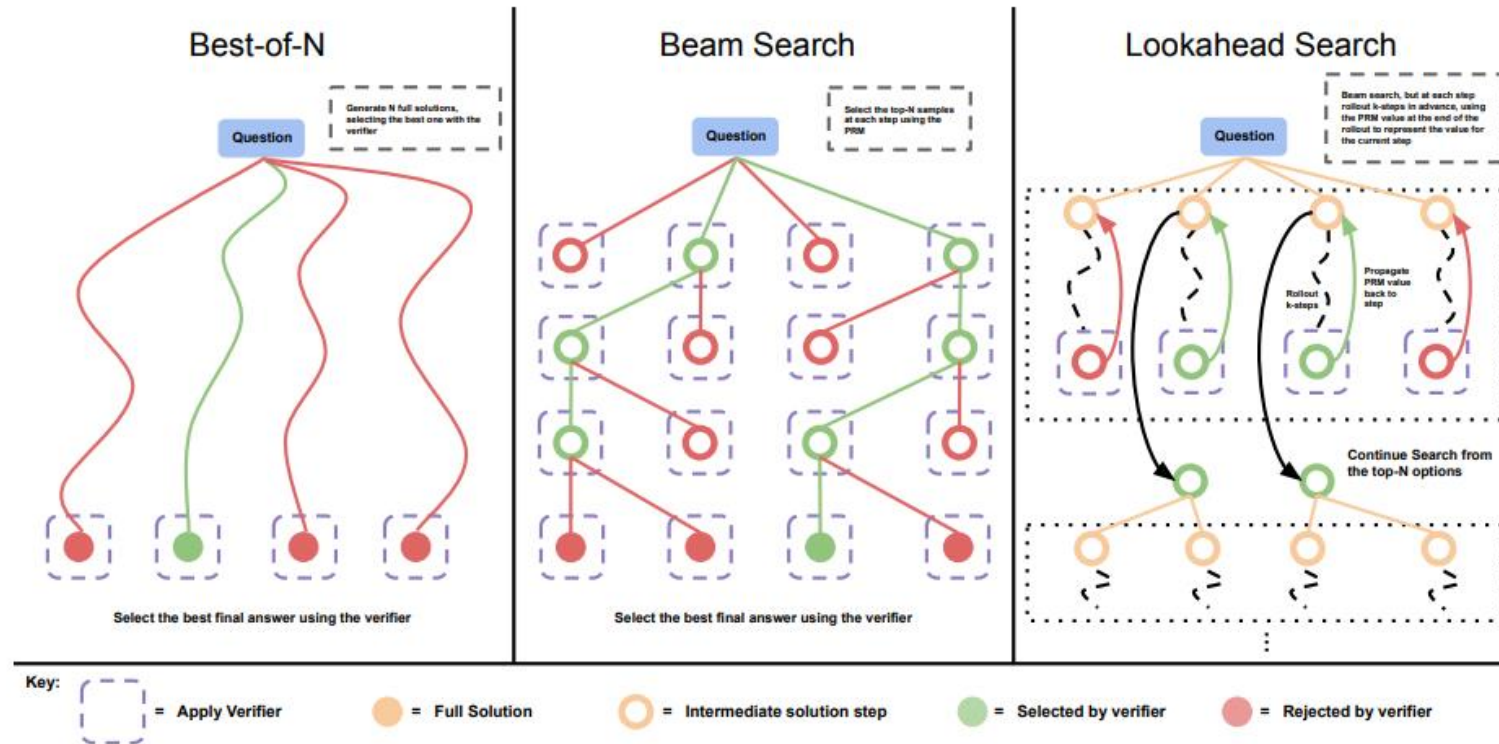 Best-of-N
Generate N full solutions,
selecting the best one with the
verifier
Question
Select the best final answer using the verifier
Beam Search
Select the top-N samples
at each step using the
PRM
Question
Select the best final answer using the verifier
Lookahead Search
Beam search, but at each step
rollout k-steps in advance, using
the PRM value at the end of the
rollout to represent the value for
the current step
Question
Rollout
k-steps
Propagate
PRM value
back to
step
Continue Search from
the top-N options
Key:
= Apply Verifier
= Full Solution
= Intermediate solution step
= Selected by verifier
= Rejected by verifier